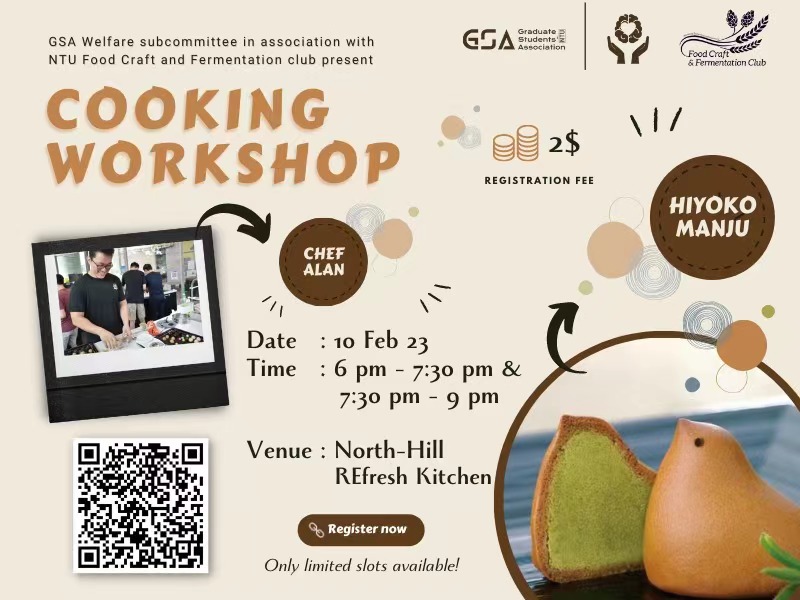 GSA Welfare subcommittee in association with
NTU Food Craft and Fermentation club present
GSA Graduate
Students'
Association
NTU
Food Craft
& Fermentation Club
COOKING
WORKSHOP
2$
REGISTRATION FEE
HIYOKO
MANJU
CHEF
ALAN
Date : 10 Feb 23
Time : 6 pm - 7:30 pm &
7:30 pm - 9 pm
Venue : North-Hill
REfresh Kitchen
Register now
Only limited slots available!